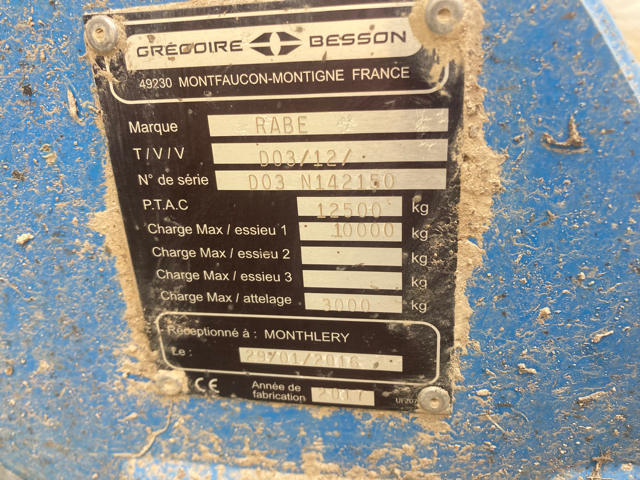 GRÉGOIRE BESSON
49230 MONTFAUCON-MONTIGNE FRANCE
Marque RABE
T / V / V D03/12/
N° de série D03 N142150
P.T.A.C 12500 kg
Charge Max / essieu 1 10000 kg
Charge Max / essieu 2 kg
Charge Max / essieu 3 kg
Charge Max / attelage 3000 kg
Réceptionné à : MONTHLERY
Le : 29/01/2016
CE Année de fabrication 2017